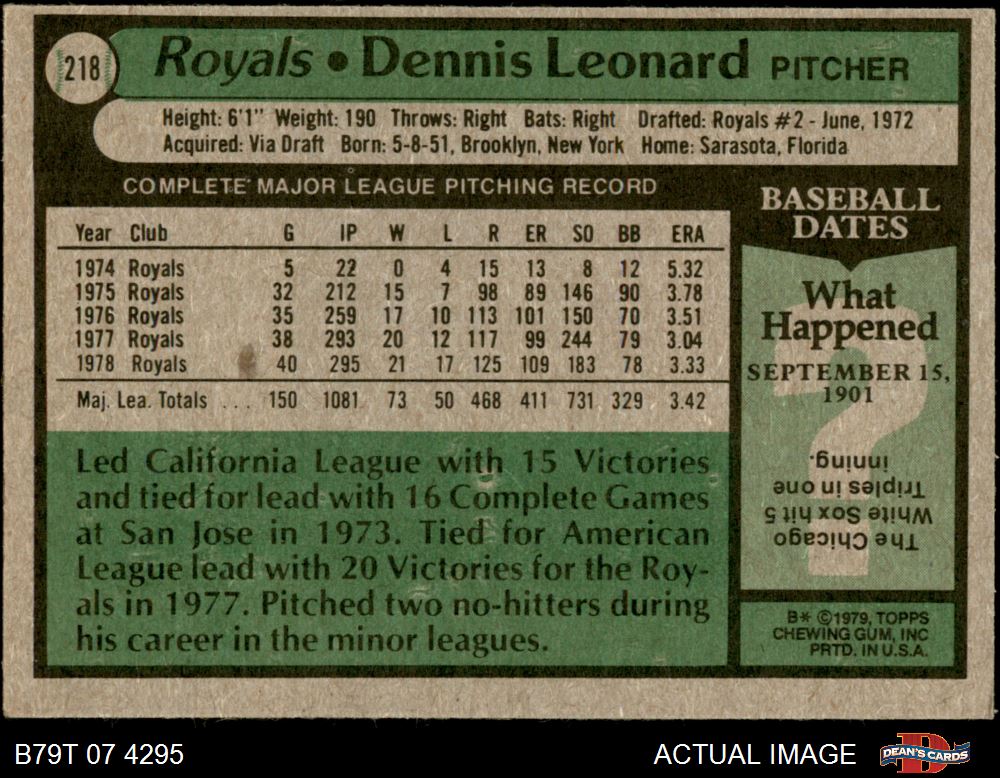 218
Royals • Dennis Leonard PITCHER
Height: 6'1" Weight: 190 Throws: Right Bats: Right Drafted: Royals #2 - June, 1972
Acquired: Via Draft Born: 5-8-51, Brooklyn, New York Home: Sarasota, Florida
COMPLETE MAJOR LEAGUE PITCHING RECORD
Year Club G IP W L R ER SO BB ERA
1974 Royals 5 22 0 4 15 13 8 12 5.32
1975 Royals 32 212 15 7 98 89 146 90 3.78
1976 Royals 35 259 17 10 113 101 150 70 3.51
1977 Royals 38 293 20 12 117 99 244 79 3.04
1978 Royals 40 295 21 17 125 109 183 78 3.33
Maj. Lea. Totals ... 150 1081 73 50 468 411 731 329 3.42
Led California League with 15 Victories
and tied for lead with 16 Complete Games
at San Jose in 1973. Tied for American
League lead with 20 Victories for the Roy-
als in 1977. Pitched two no-hitters during
his career in the minor leagues.
BASEBALL
DATES
What
Happened
SEPTEMBER 15,
1901
?
The Chicago
White Sox hit 5
Triples in one
inning.
B* ©1979, TOPPS
CHEWING GUM, INC
PRTD. IN U.S.A.
B79T 07 4295
ACTUAL IMAGE
DEAN'S CARDS